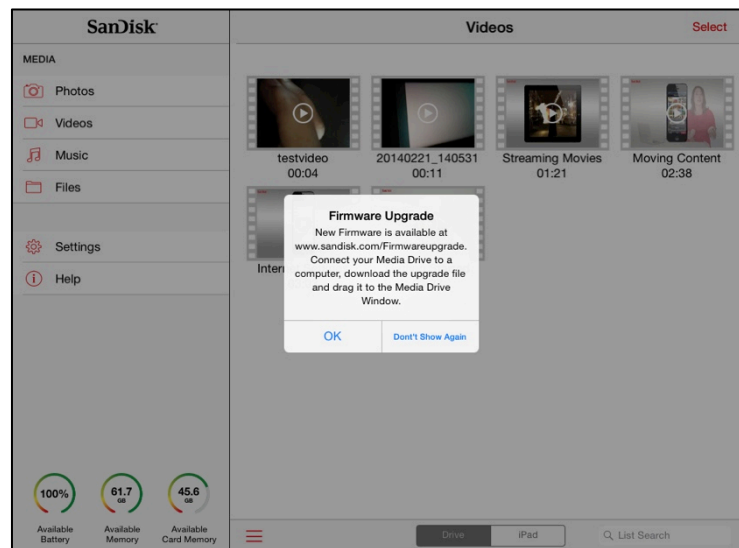 SanDisk
Videos
Select
MEDIA
Photos
Videos
Music
Files
Settings
Help
testvideo
00:04
20140221_140531
00:11
Streaming Movies
01:21
Moving Content
02:38
Firmware Upgrade
New Firmware is available at
www.sandisk.com/Firmwareupgrade.
Connect your Media Drive to a
computer, download the upgrade file
and drag it to the Media Drive
Window.
OK
Don't Show Again
100%
61.7
GB
45.6
GB
Available
Battery
Available
Memory
Available
Card Memory
Drive
iPad
List Search